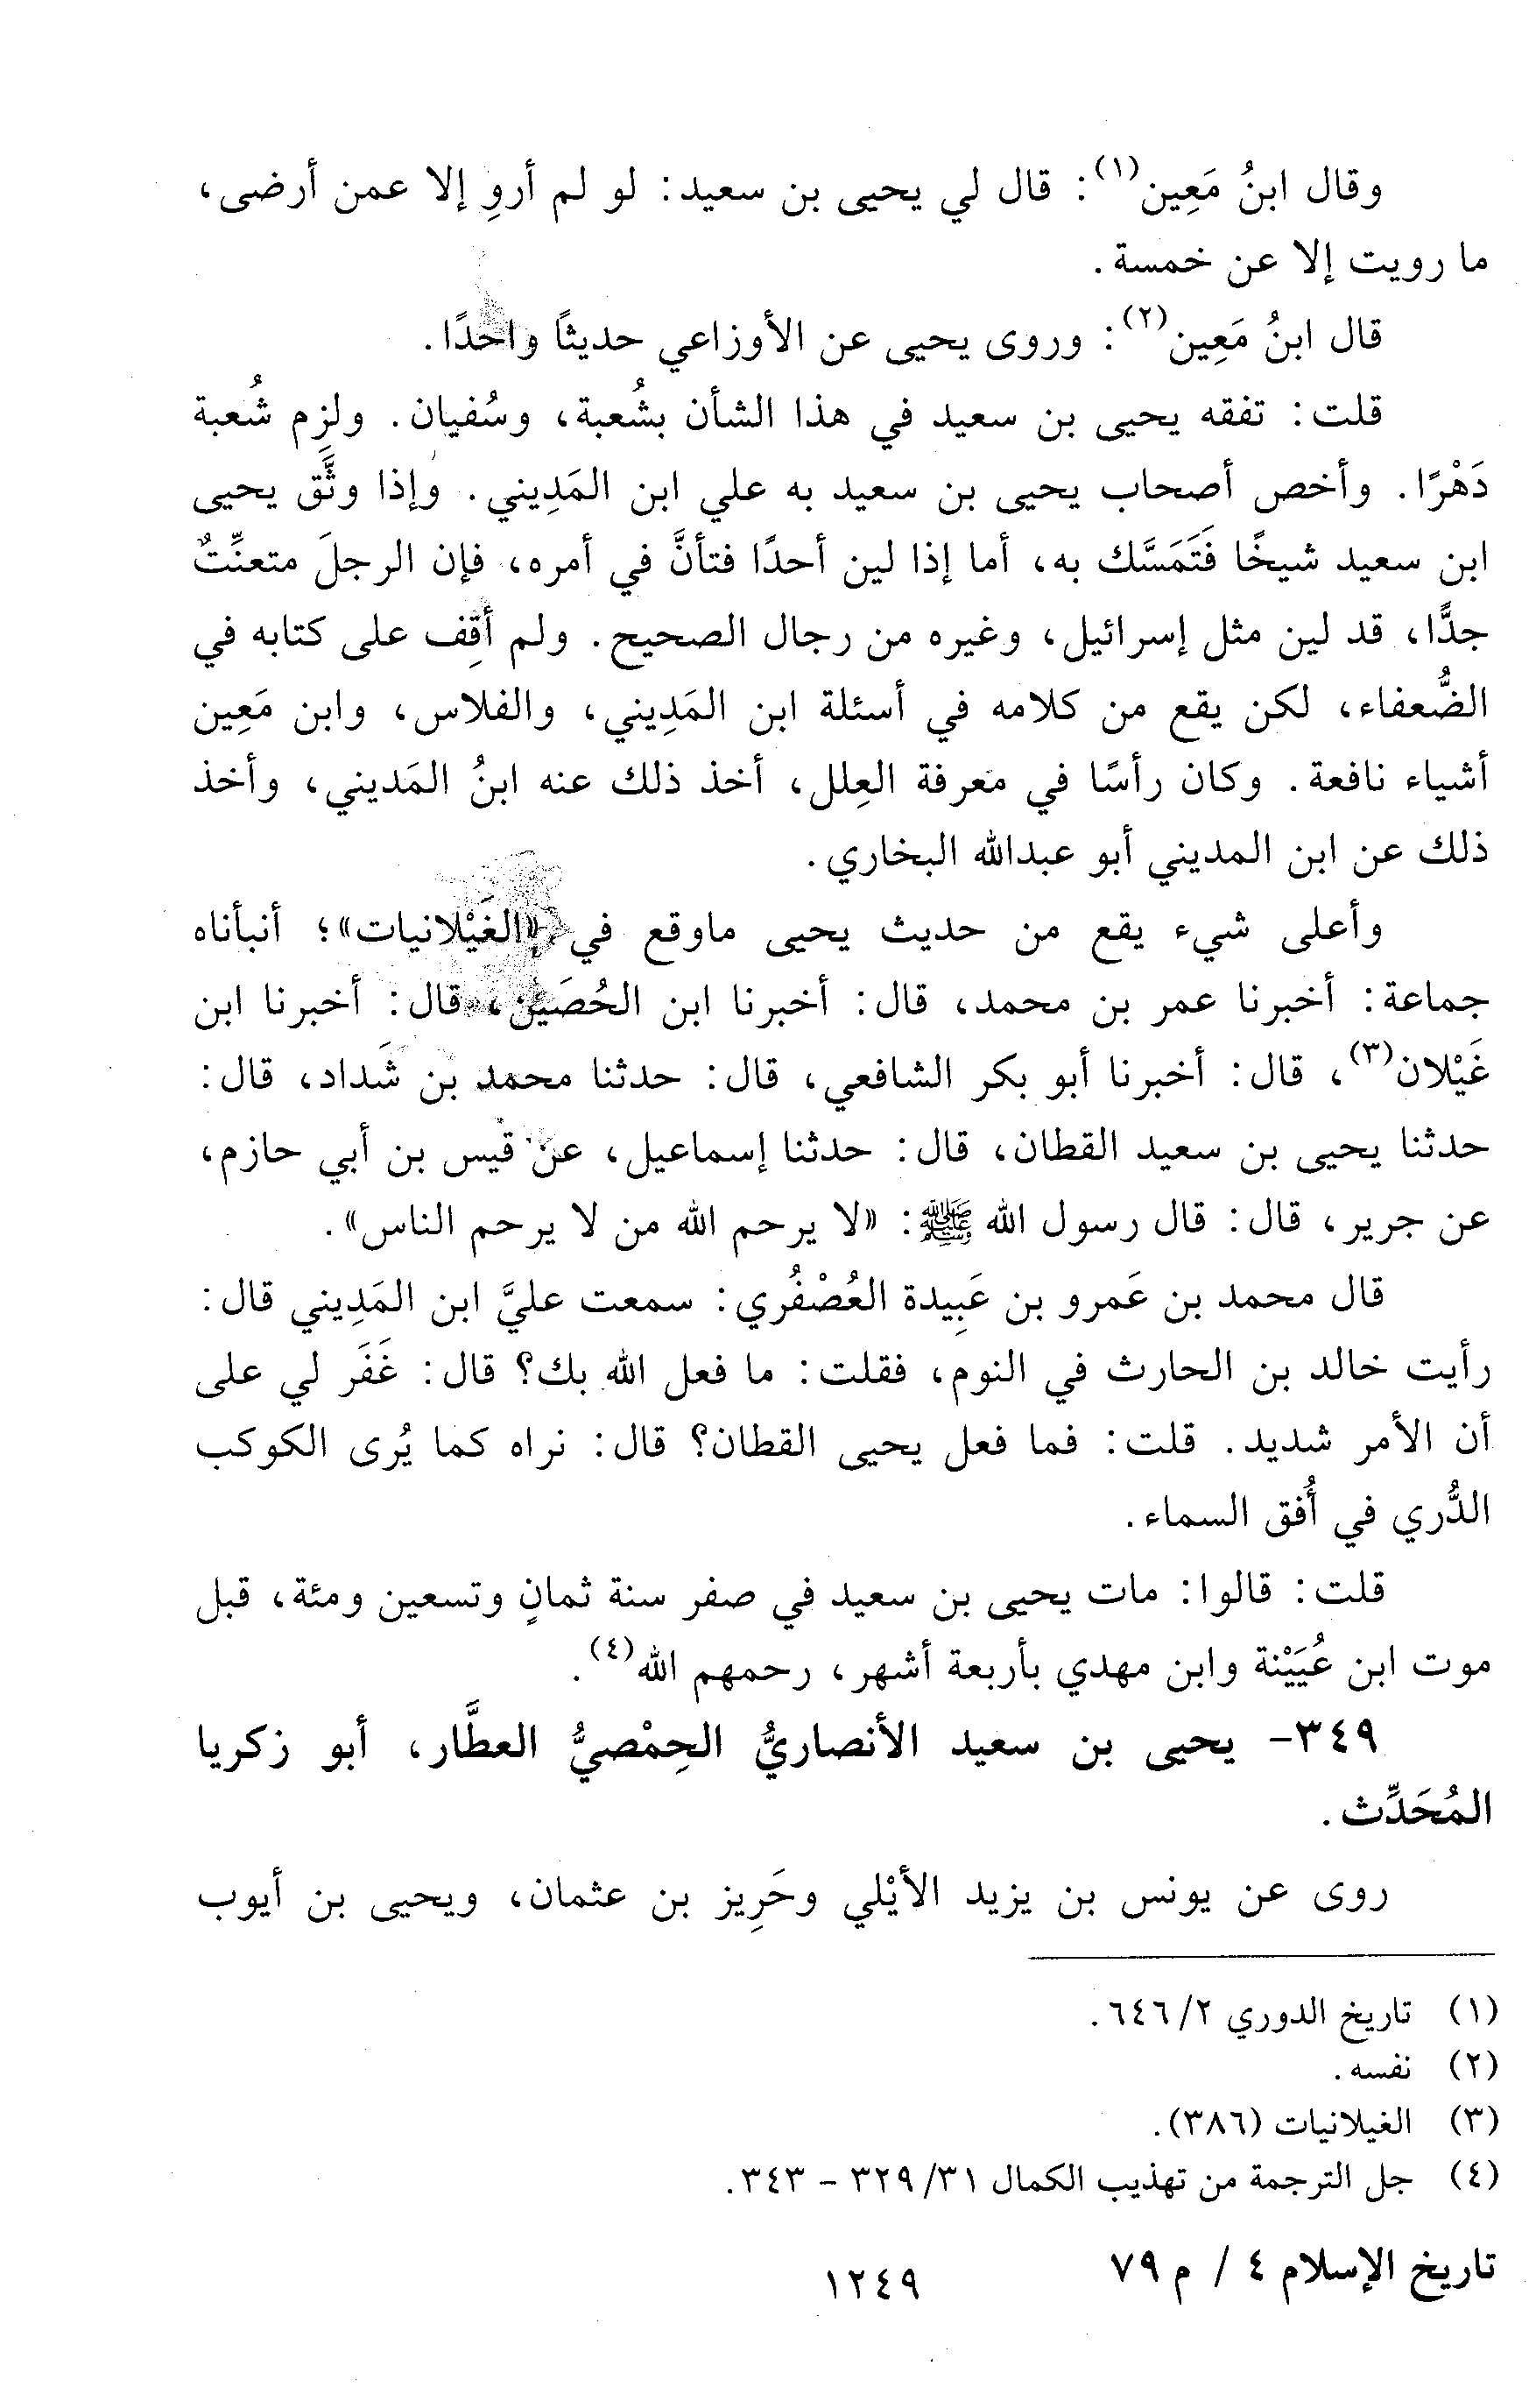 وقال ابنُ مَعِين(١): قال لي يحيى بن سعيد: لو لم أروِ إلا عمن أرضى،
ما رويت إلا عن خمسة.
قال ابنُ مَعِين(٢): وروى يحيى عن الأوزاعي حديثًا واحدًا.
قلت: تفقه يحيى بن سعيد في هذا الشأن بشُعبة، وسُفيان. ولزِم شُعبة
دَهْرًا. وأخص أصحاب يحيى بن سعيد به علي ابن المَدِيني. وإذا وثَّق يحيى
ابن سعيد شيخًا فَتَمَسَّك به، أما إذا لين أحدًا فتأنَّ في أمره، فإن الرجلَ متعنِّتٌ
جدًّا، قد لين مثل إسرائيل، وغيره من رجال الصحيح. ولم أقِف على كتابه في
الضُّعفاء، لكن يقع من كلامه في أسئلة ابن المَدِيني، والفلاس، وابن مَعِين
أشياء نافعة. وكان رأسًا في معرفة العِلل، أخذ ذلك عنه ابنُ المَديني، وأخذ
ذلك عن ابن المديني أبو عبدالله البخاري.
وأعلى شيء يقع من حديث يحيى ماوقع في «الغَيْلانيات»؛ أنبأناه
جماعة: أخبرنا عمر بن محمد، قال: أخبرنا ابن الحُصَين، قال: أخبرنا ابن
غَيْلان(٣)، قال: أخبرنا أبو بكر الشافعي، قال: حدثنا محمد بن شَداد، قال:
حدثنا يحيى بن سعيد القطان، قال: حدثنا إسماعيل، عن قيس بن أبي حازم،
عن جرير، قال: قال رسول الله ﷺ: «لا يرحم الله من لا يرحم الناس».
قال محمد بن عَمرو بن عَبِيدة العُصْفُري: سمعت عليَّ ابن المَدِيني قال:
رأيت خالد بن الحارث في النوم، فقلت: ما فعل الله بك؟ قال: غَفَر لي على
أن الأمر شديد. قلت: فما فعل يحيى القطان؟ قال: نراه كما يُرى الكوكب
الدُّري في أُفق السماء.
قلت: قالوا: مات يحيى بن سعيد في صفر سنة ثمانٍ وتسعين ومئة، قبل
موت ابن عُيَيْنة وابن مهدي بأربعة أشهر، رحمهم الله(٤).
٣٤٩- يحيى بن سعيد الأنصاريُّ الحِمْصيُّ العطَّار، أبو زكريا
المُحَدِّث.
روى عن يونس بن يزيد الأيْلي وحَرِيز بن عثمان، ويحيى بن أيوب
(١) تاريخ الدوري ٢/ ٦٤٦.
(٢) نفسه.
(٣) الغيلانيات (٣٨٦).
(٤) جل الترجمة من تهذيب الكمال ٣١/ ٣٢٩ - ٣٤٣.
تاريخ الإسلام ٤ / م ٧٩
١٢٤٩